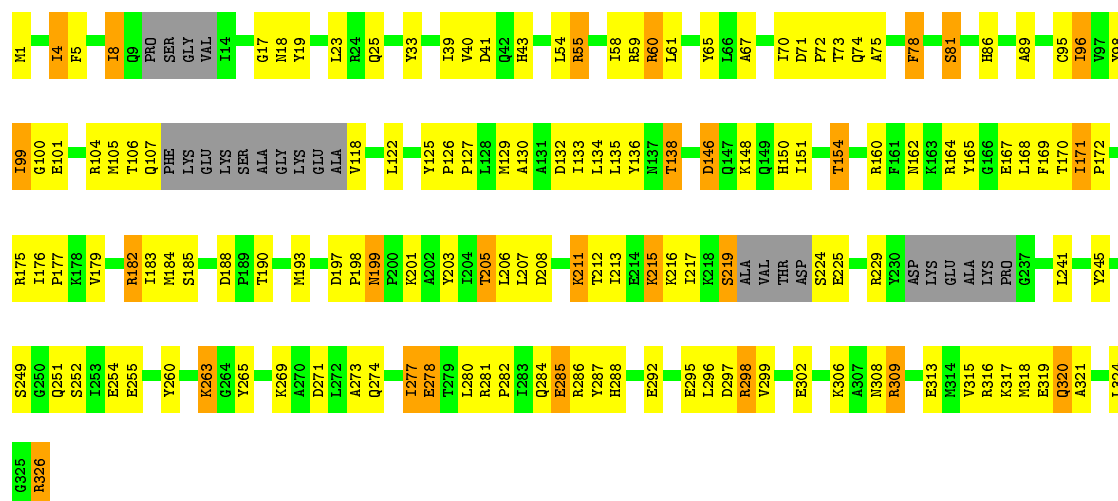 M1 I4 F5 I8 Q9 PRO SER GLY VAL I14 G17 N18 Y19 L23 R24 Q25 Y33 I39 V40 D41 Q42 H43 L54 R55 I58 R59 R60 L61 Y65 L66 A67 I70 D71 P72 T73 Q74 A75 F78 S81 H86 A89 C95 I96 V97 Y98
I99 G100 E101 R104 M105 T106 Q107 PHE LYS GLU LYS SER ALA GLY LYS GLU ALA V118 L122 Y125 P126 P127 L128 M129 A130 A131 D132 I133 L134 L135 Y136 N137 T138 D146 Q147 K148 Q149 H150 I151 T154 R160 F161 N162 K163 R164 Y165 G166 E167 L168 F169 T170 I171 P172
R175 I176 P177 K178 V179 R182 I183 M184 S185 D188 P189 T190 M193 D197 P198 N199 P200 K201 A202 Y203 I204 T205 L206 L207 D208 K211 T212 I213 E214 K215 K216 I217 K218 S219 ALA VAL THR ASP S224 E225 R229 Y230 ASP LYS GLU ALA LYS PRO G237 L241 Y245
S249 G250 Q251 S252 I253 E254 E255 Y260 K263 G264 Y265 K269 A270 D271 L272 A273 Q274 I277 E278 T279 L280 R281 P282 I283 Q284 E285 R286 Y287 H288 E292 E295 L296 D297 R298 V299 E302 K306 A307 N308 R309 E313 M314 V315 R316 K317 M318 E319 Q320 A321 L324
G325 R326